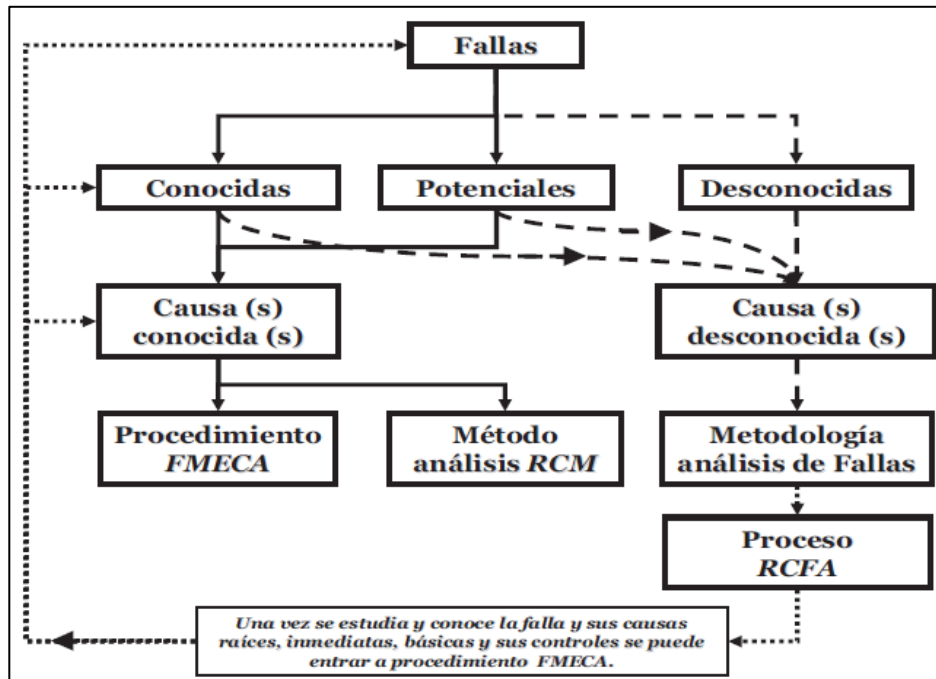 Fallas
Conocidas
Potenciales
Desconocidas
Causa (s)
conocida (s)
Causa (s)
desconocida (s)
Procedimiento
FMECA
Método
análisis RCM
Metodología
análisis de Fallas
Proceso
RCFA
Una vez se estudia y conoce la falla y sus causas
raíces, inmediatas, básicas y sus controles se puede
entrar a procedimiento FMECA.